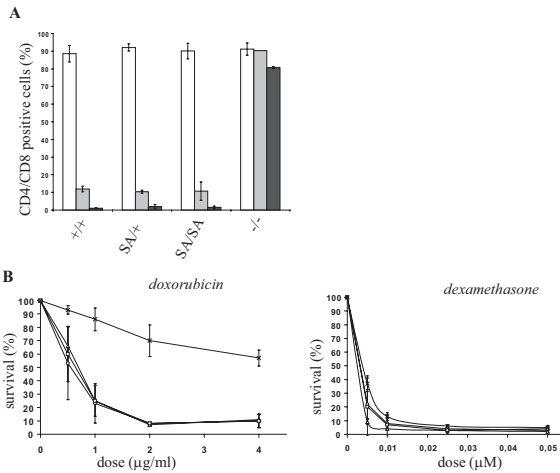 A
CD4/CD8 positive cells (%)
100
90
80
70
60
50
40
30
20
10
0
+/+
SA/+
SA/SA
-/-
B
doxorubicin
survival (%)
100
90
80
70
60
50
40
30
20
10
0
0 1 2 3 4
dose (µg/ml)
dexamethasone
survival (%)
100
90
80
70
60
50
40
30
20
10
0
0 0,01 0,02 0,03 0,04 0,05
dose (µM)